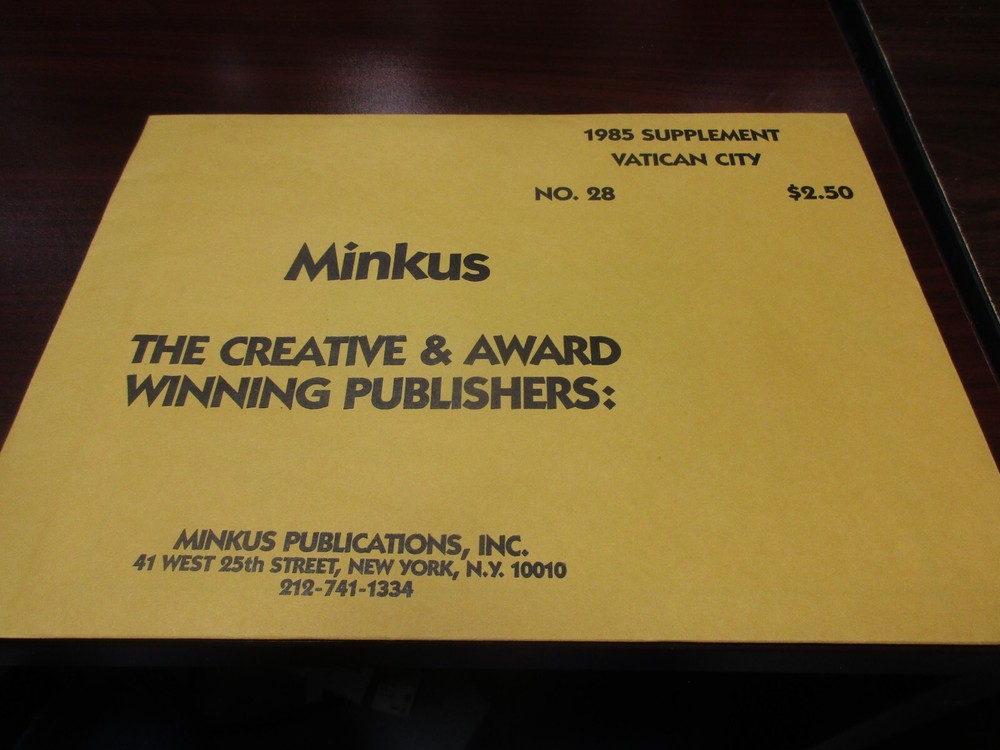 1985 SUPPLEMENT
VATICAN CITY
NO. 28 $2.50
Minkus
THE CREATIVE & AWARD
WINNING PUBLISHERS:
MINKUS PUBLICATIONS, INC.
41 WEST 25th STREET, NEW YORK, N.Y. 10010
212-741-1334